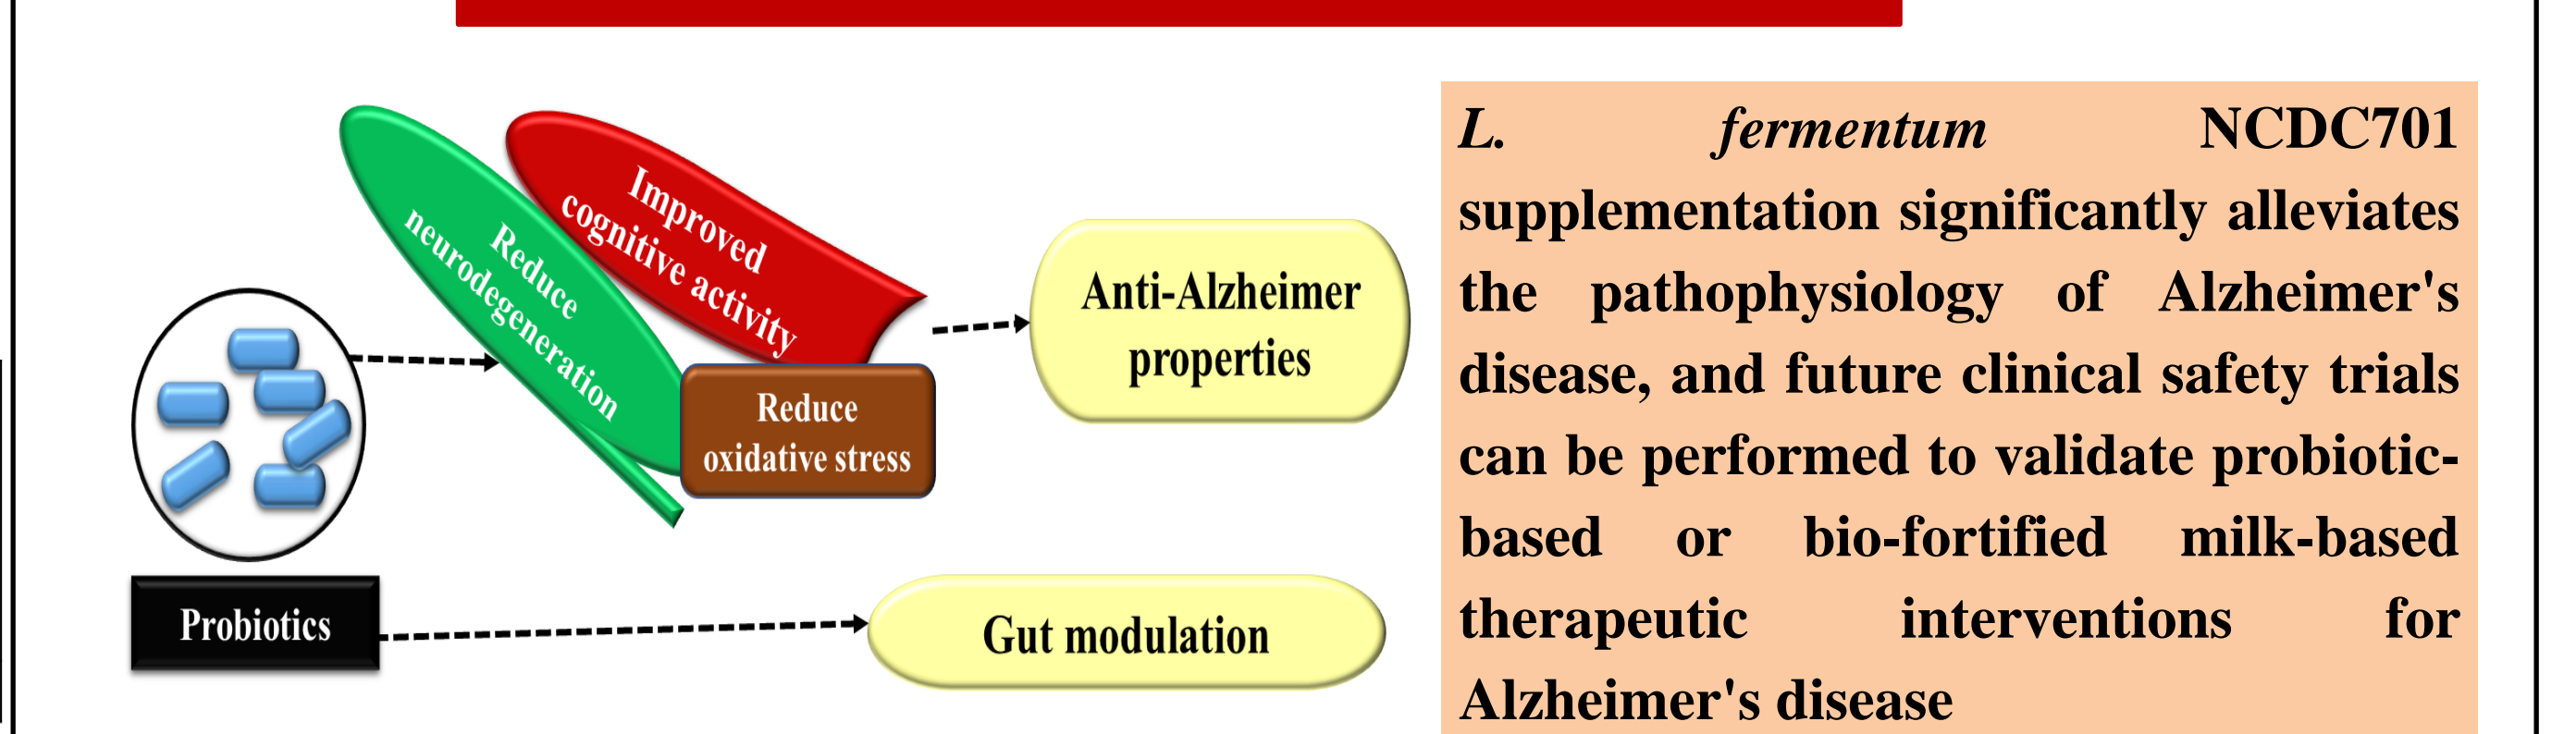 Reduce
neurodegeneration
Improved
cognitive activity
Reduce
oxidative stress
Anti-Alzheimer
properties
Probiotics
Gut modulation
L. fermentum NCDC701
supplementation significantly alleviates
the pathophysiology of Alzheimer's
disease, and future clinical safety trials
can be performed to validate probiotic-
based or bio-fortified milk-based
therapeutic interventions for
Alzheimer's disease